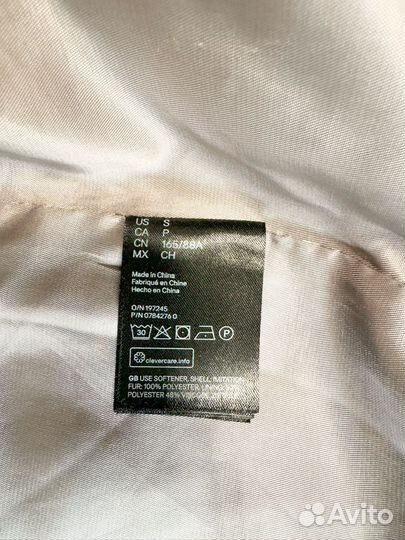 US S
CA P
CN 165/88A
MX CH
Made in China
Fabriqué en Chine
Hecho en China
O/N 197245
P/N 0784276 0
30 P
clevercare.info
GB USE SOFTENER. SHELL: IMITATION
FUR: 100% POLYESTER. LINING: 52%
POLYESTER 48%
Avito